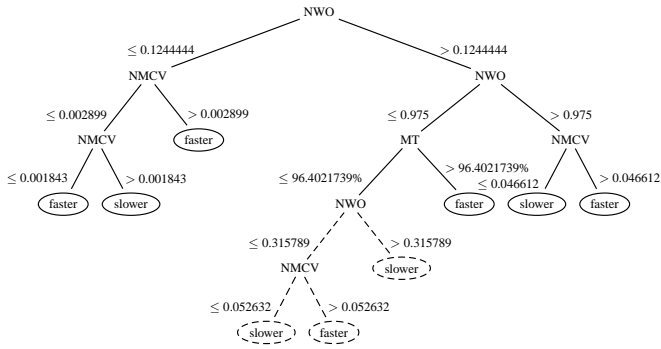 NWO
≤ 0.1244444 > 0.1244444
NMCV NWO
≤ 0.002899 > 0.002899 ≤ 0.975 > 0.975
NMCV faster MT NMCV
≤ 0.001843 > 0.001843 ≤ 96.4021739% > 96.4021739% ≤ 0.046612 > 0.046612
faster slower NWO faster slower faster
≤ 0.315789 > 0.315789
NMCV slower
≤ 0.052632 > 0.052632
slower faster